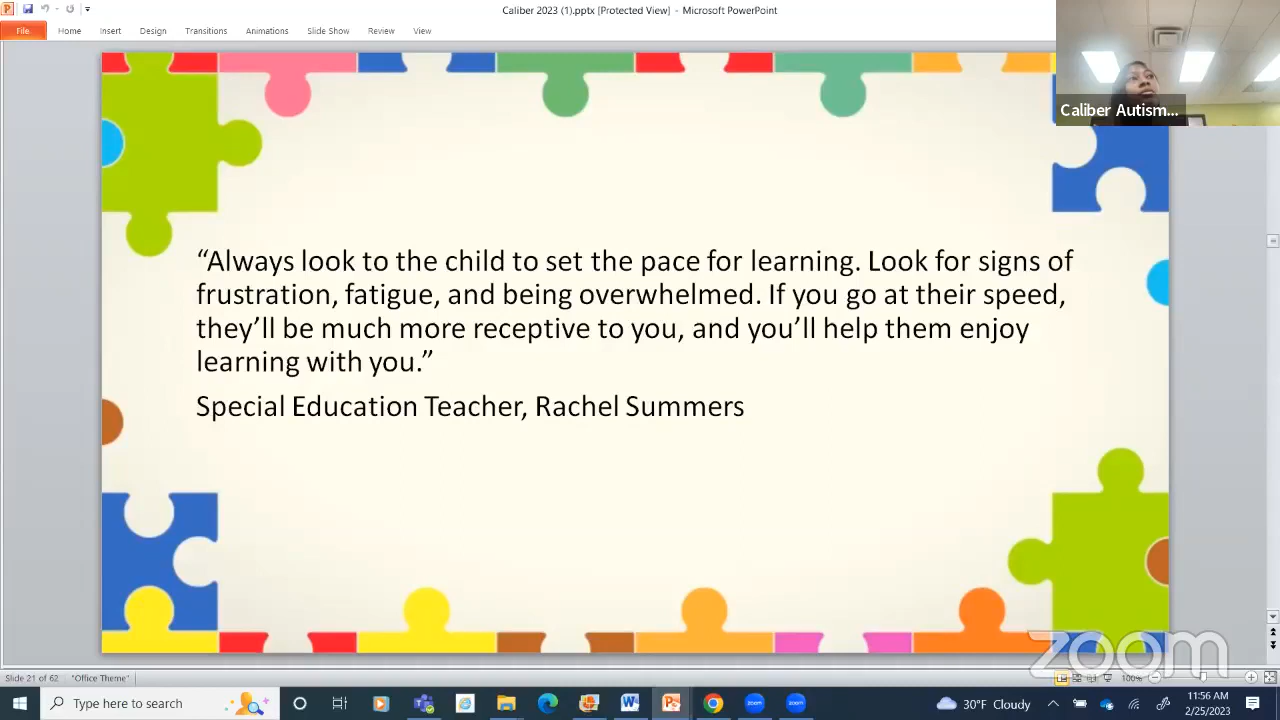 Caliber 2023 (1).pptx [Protected View] - Microsoft PowerPoint
File
Home
Insert
Design
Transitions
Animations
Slide Show
Review
View
Caliber Autism...
“Always look to the child to set the pace for learning. Look for signs of
frustration, fatigue, and being overwhelmed. If you go at their speed,
they’ll be much more receptive to you, and you’ll help them enjoy
learning with you.”
Special Education Teacher, Rachel Summers
zoom
Slide 21 of 62
"Office Theme"
100%
Type here to search
zoom
zoom
30°F Cloudy
11:56 AM
2/25/2023